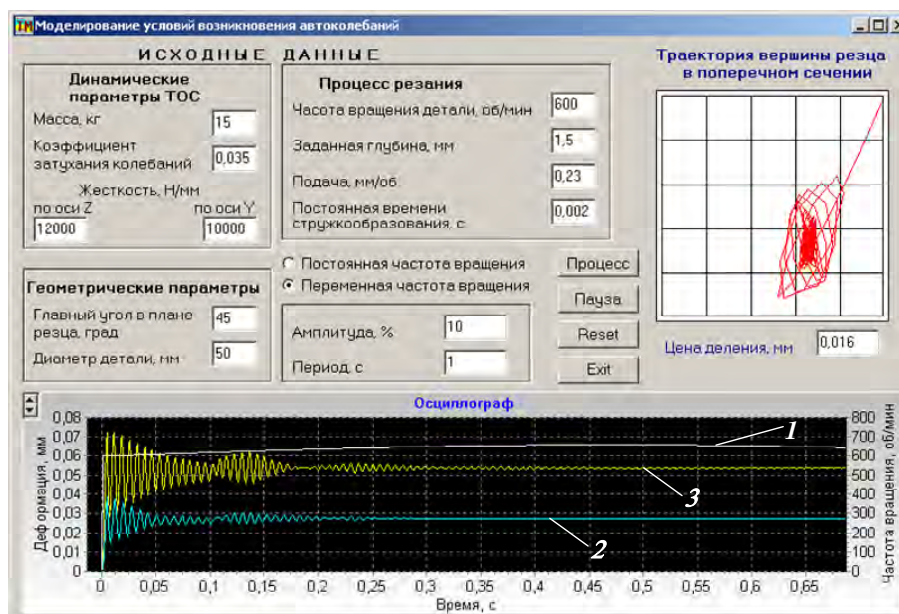 Моделирование условий возникновения автоколебаний
ИСХОДНЫЕ ДАННЫЕ
Динамические
параметры ТОС
Масса, кг 15
Коэффициент
затухания колебаний 0,035
Жесткость, Н/мм
по оси Z по оси Y
12000 10000
Процесс резания
Частота вращения детали, об/мин 600
Заданная глубина, мм 1,5
Подача, мм/об 0,23
Постоянная времени
стружкообразования, с 0,002
Траектория вершины резца
в поперечном сечении
Цена деления, мм 0,016
Геометрические параметры
Главный угол в плане
резца, град 45
Диаметр детали, мм 50
Постоянная частота вращения
Переменная частота вращения
Амплитуда, % 10
Период, с 1
Процесс
Пауза
Reset
Exit
Осциллограф
Деформация, мм
0,08
0,07
0,06
0,05
0,04
0,03
0,02
0,01
0
1
3
2
800
700
600
500
400
300
200
100
0
Частота вращения, об/мин
0 0,05 0,1 0,15 0,2 0,25 0,3 0,35 0,4 0,45 0,5 0,55 0,6 0,65
Время, с